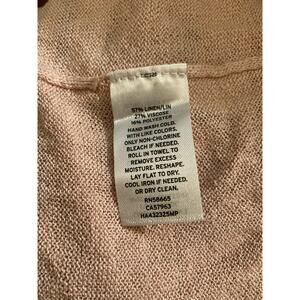 57% LINEN/LIN
27% VISCOSE
16% POLYESTER
HAND WASH COLD.
WITH LIKE COLORS.
ONLY NON-CHLORINE
BLEACH IF NEEDED.
ROLL IN TOWEL TO
REMOVE EXCESS
MOISTURE. RESHAPE.
LAY FLAT TO DRY.
COOL IRON IF NEEDED.
OR DRY CLEAN.
RN58665
CA57963
HA432325MP